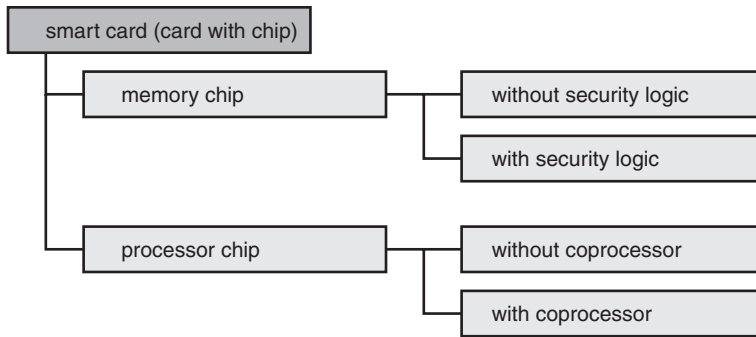 smart card (card with chip)
memory chip
without security logic
with security logic
processor chip
without coprocessor
with coprocessor